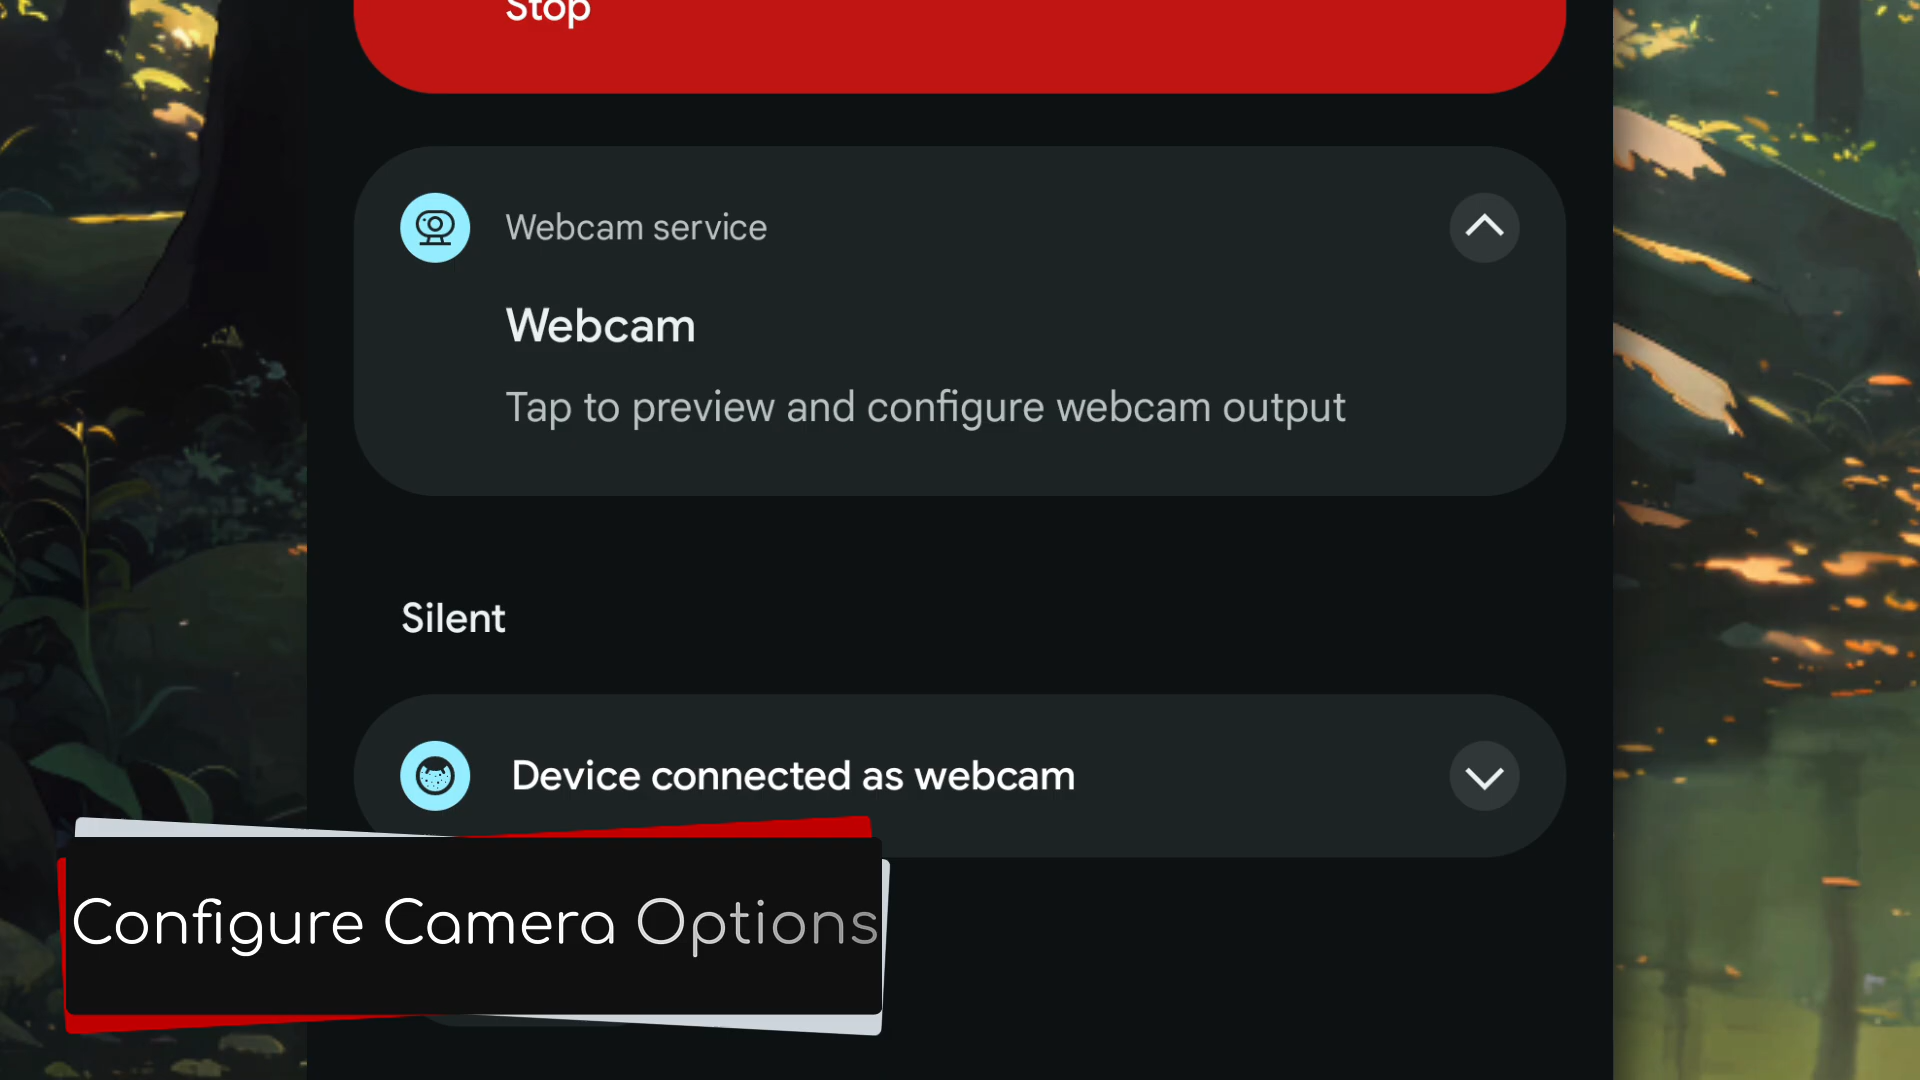 Stop
Webcam service
Webcam
Tap to preview and configure webcam output
Silent
Device connected as webcam
Configure Camera Options